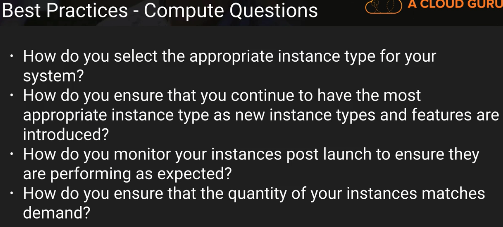 Best Practices - Compute Questions
A CLOUD GURU
• How do you select the appropriate instance type for your
system?
• How do you ensure that you continue to have the most
appropriate instance type as new instance types and features are
introduced?
• How do you monitor your instances post launch to ensure they
are performing as expected?
• How do you ensure that the quantity of your instances matches
demand?